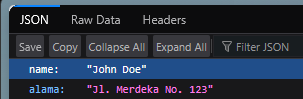 JSON Raw Data Headers
Save Copy Collapse All Expand All Filter JSON
name: "John Doe"
alama: "Jl. Merdeka No. 123"